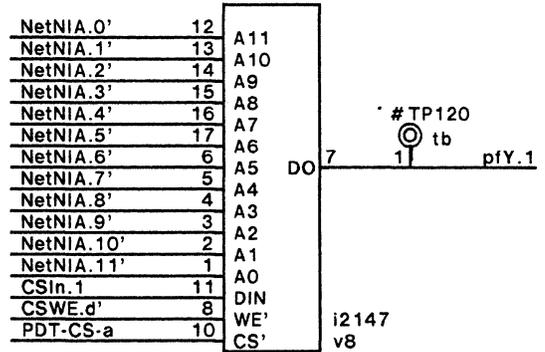 NetNIA.0' 12 A11
NetNIA.1' 13 A10
NetNIA.2' 14 A9
NetNIA.3' 15 A8
NetNIA.4' 16 A7
NetNIA.5' 17 A6
NetNIA.6' 6 A5 DO 7 1 pfY.1
NetNIA.7' 5 A4
NetNIA.8' 4 A3
NetNIA.9' 3 A2
NetNIA.10' 2 A1
NetNIA.11' 1 A0
CSIn.1 11 DIN
CSWE.d' 8 WE' i2147
PDT-CS-a 10 CS' v8
#TP120
tb